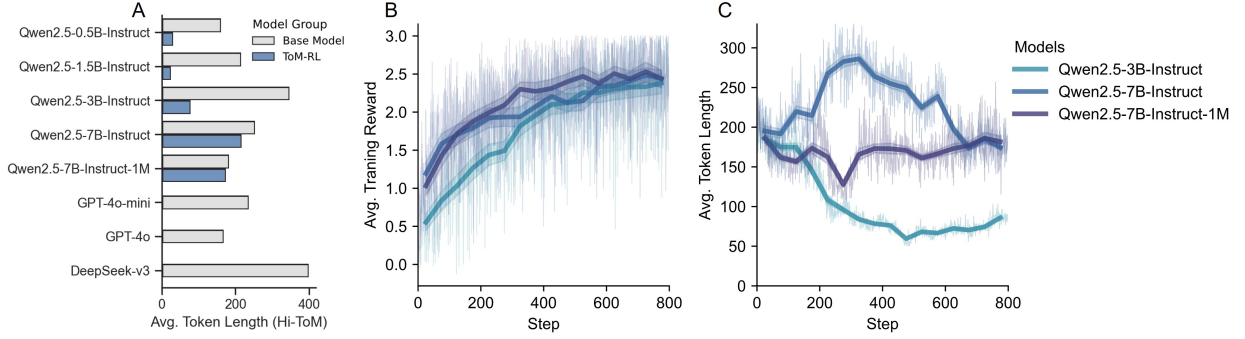 A
Model Group
Base Model
ToM-RL
Qwen2.5-0.5B-Instruct
Qwen2.5-1.5B-Instruct
Qwen2.5-3B-Instruct
Qwen2.5-7B-Instruct
Qwen2.5-7B-Instruct-1M
GPT-4o-mini
GPT-4o
DeepSeek-v3
0 200 400
Avg. Token Length (Hi-ToM)
B
Avg. Traning Reward
3.0
2.5
2.0
1.5
1.0
0.5
0.0
0 200 400 600 800
Step
C
Avg. Token Length
300
250
200
150
100
50
0
0 200 400 600 800
Step
Models
Qwen2.5-3B-Instruct
Qwen2.5-7B-Instruct
Qwen2.5-7B-Instruct-1M